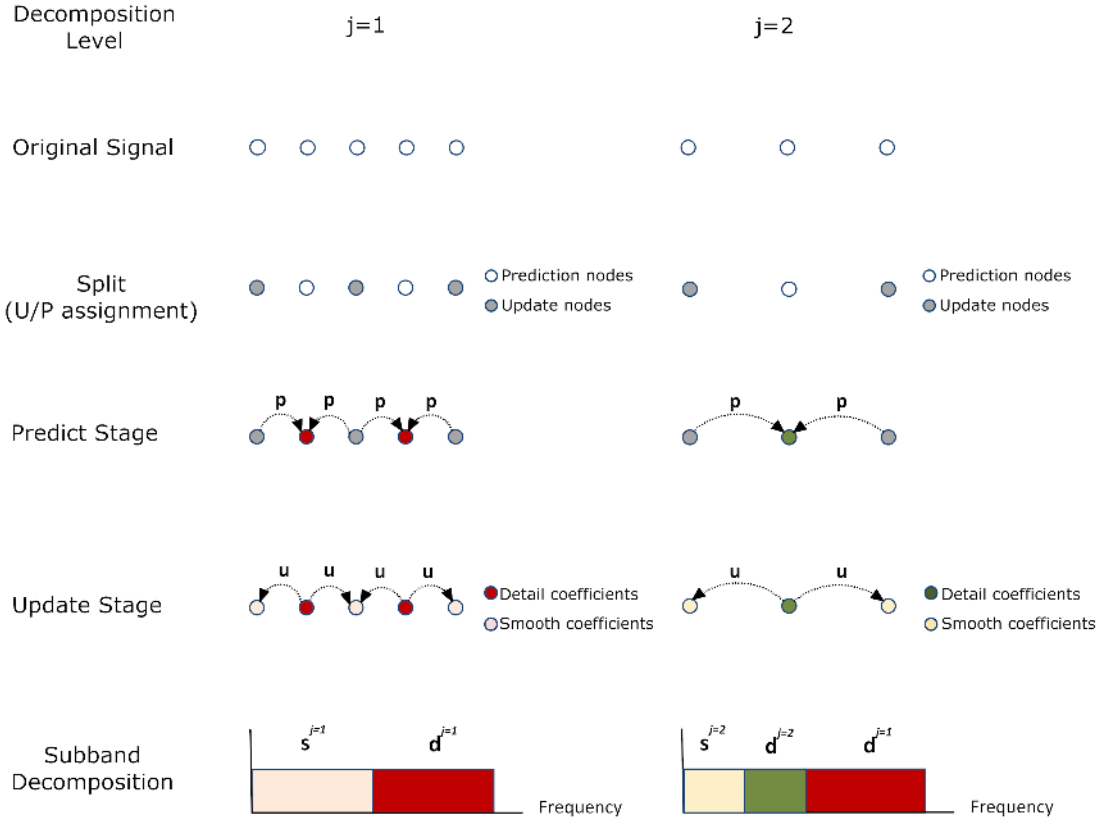 Decomposition
Level
j=1
j=2
Original Signal
Split
(U/P assignment)
Prediction nodes
Update nodes
Prediction nodes
Update nodes
Predict Stage
p p p p
p p
Update Stage
u u u u
Detail coefficients
Smooth coefficients
u u
Detail coefficients
Smooth coefficients
Subband
Decomposition
s^{j=1} d^{j=1}
Frequency
s^{j=2} d^{j=2} d^{j=1}
Frequency